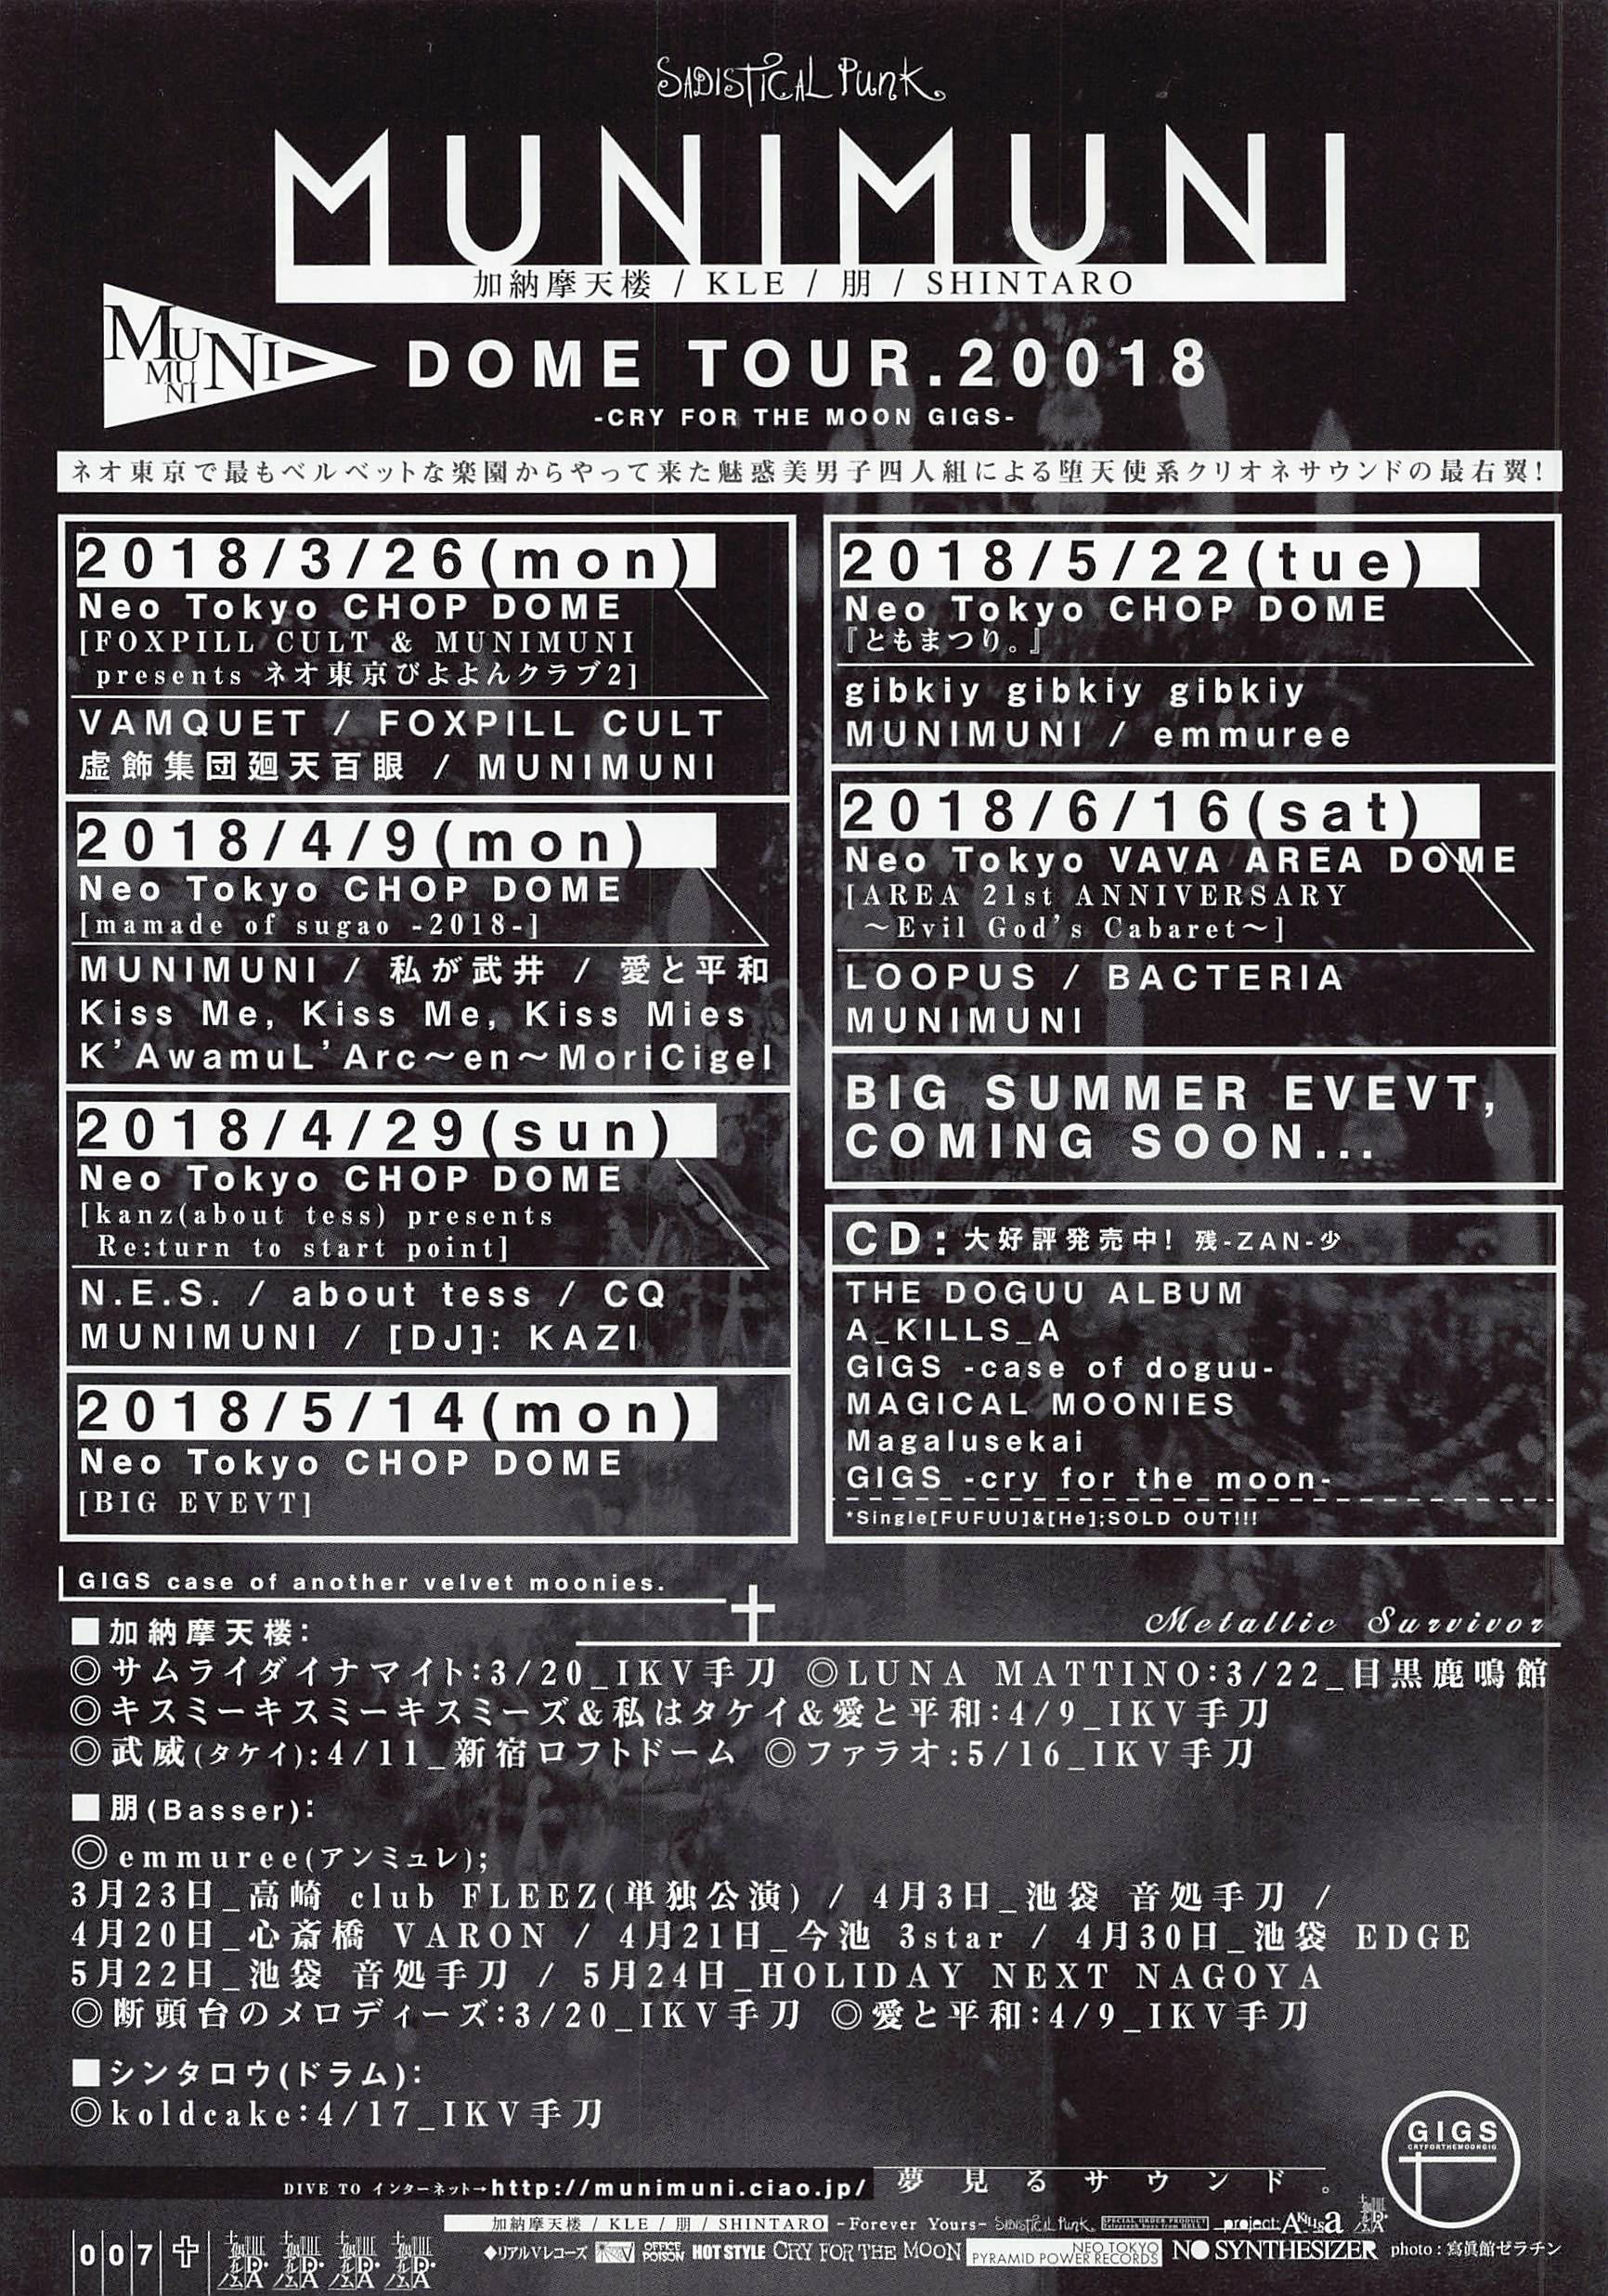 SADISTICAL PUNK
MUNIMUNI
加納摩天楼 / KLE / 朋 / SHINTARO
MUNI
MUNI
DOME TOUR.20018
-CRY FOR THE MOON GIGS-
ネオ東京で最もベルベットな楽園からやって来た魅惑美男子四人組による堕天使系クリオネサウンドの最右翼!
2018/3/26(mon)
Neo Tokyo CHOP DOME
[FOXPILL CULT & MUNIMUNI
presents ネオ東京びよよんクラブ2]
VAMQUET / FOXPILL CULT
虚飾集団廻天百眼 / MUNIMUNI
2018/4/9(mon)
Neo Tokyo CHOP DOME
[mamade of sugao -2018-]
MUNIMUNI / 私が武井 / 愛と平和
Kiss Me, Kiss Me, Kiss Mies
K'AwamuL'Arc〜en〜MoriCigel
2018/4/29(sun)
Neo Tokyo CHOP DOME
[kanz(about tess) presents
Re:turn to start point]
N.E.S. / about tess / CQ
MUNIMUNI / [DJ]: KAZI
2018/5/14(mon)
Neo Tokyo CHOP DOME
[BIG EVEVT]
2018/5/22(tue)
Neo Tokyo CHOP DOME
『ともまつり。』
gibkiy gibkiy gibkiy
MUNIMUNI / emmuree
2018/6/16(sat)
Neo Tokyo VAVA AREA DOME
[AREA 21st ANNIVERSARY
〜Evil God's Cabaret〜]
LOOPUS / BACTERIA
MUNIMUNI
BIG SUMMER EVEVT,
COMING SOON...
CD: 大好評発売中! 残-ZAN-少
THE DOGUU ALBUM
A_KILLS_A
GIGS -case of doguu-
MAGICAL MOONIES
Magalusekai
GIGS -cry for the moon-
*Single[FUFUU]&[He];SOLD OUT!!!
GIGS case of another velvet moonies.
Metallic Survivor
■加納摩天楼:
◎サムライダイナマイト:3/20_IKV手刀 ◎LUNA MATTINO:3/22_目黒鹿鳴館
◎キスミーキスミーキスミーズ&私はタケイ&愛と平和:4/9_IKV手刀
◎武威(タケイ):4/11_新宿ロフトドーム ◎ファラオ:5/16_IKV手刀
■朋(Basser):
◎emmuree(アンミュレ);
3月23日_高崎 club FLEEZ(単独公演) / 4月3日_池袋 音処手刀 /
4月20日_心斎橋 VARON / 4月21日_今池 3star / 4月30日_池袋 EDGE
5月22日_池袋 音処手刀 / 5月24日_HOLIDAY NEXT NAGOYA
◎断頭台のメロディーズ:3/20_IKV手刀 ◎愛と平和:4/9_IKV手刀
■シンタロウ(ドラム):
◎koldcake:4/17_IKV手刀
GIGS
CRYFORTHEMOONGIG
DIVE TO インターネット→http://munimuni.ciao.jp/ 夢見るサウンド。
加納摩天楼 / KLE / 朋 / SHINTARO -Forever Yours- SADISTICAL PUNK. SPECIAL ORDER PRODUCT project:AKillsa
007 ◆リアルVレコーズ OFFICE POISON HOT STYLE CRY FOR THE MOON NEO TOKYO PYRAMID POWER RECORDS NO SYNTHESIZER photo:寫眞館ゼラチン